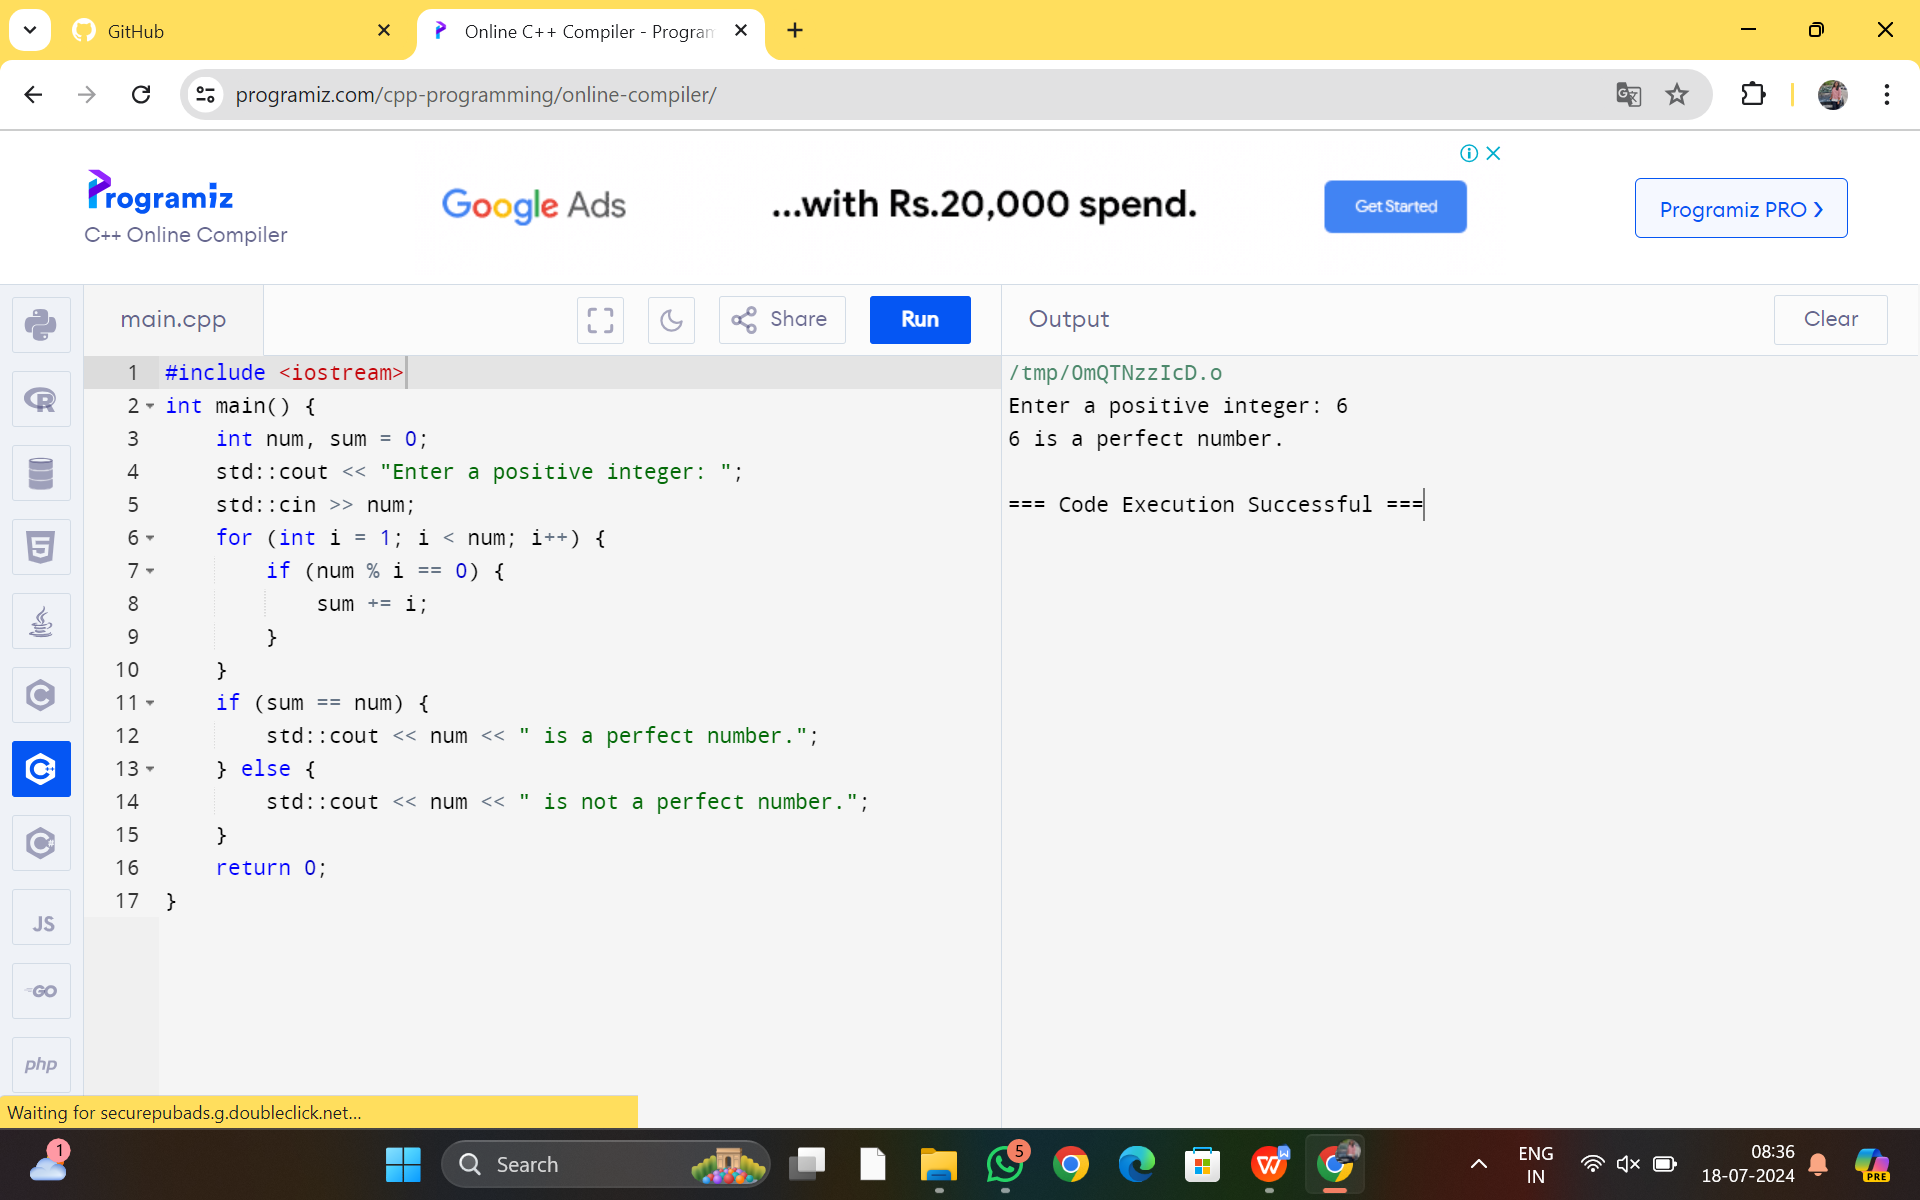 GitHub
Online C++ Compiler - Program
programiz.com/cpp-programming/online-compiler/
Programiz
C++ Online Compiler
Google Ads
...with Rs.20,000 spend.
Get Started
Programiz PRO
main.cpp
Share
Run
Output
Clear
1 #include <iostream>
2 int main() {
3     int num, sum = 0;
4     std::cout << "Enter a positive integer: ";
5     std::cin >> num;
6     for (int i = 1; i < num; i++) {
7         if (num % i == 0) {
8             sum += i;
9         }
10     }
11     if (sum == num) {
12         std::cout << num << " is a perfect number.";
13     } else {
14         std::cout << num << " is not a perfect number.";
15     }
16     return 0;
17 }
/tmp/OmQTNzzIcD.o
Enter a positive integer: 6
6 is a perfect number.
=== Code Execution Successful ===
JS
GO
php
Waiting for securepubads.g.doubleclick.net...
1
Search
5
W
PRE
ENG
IN
08:36
18-07-2024